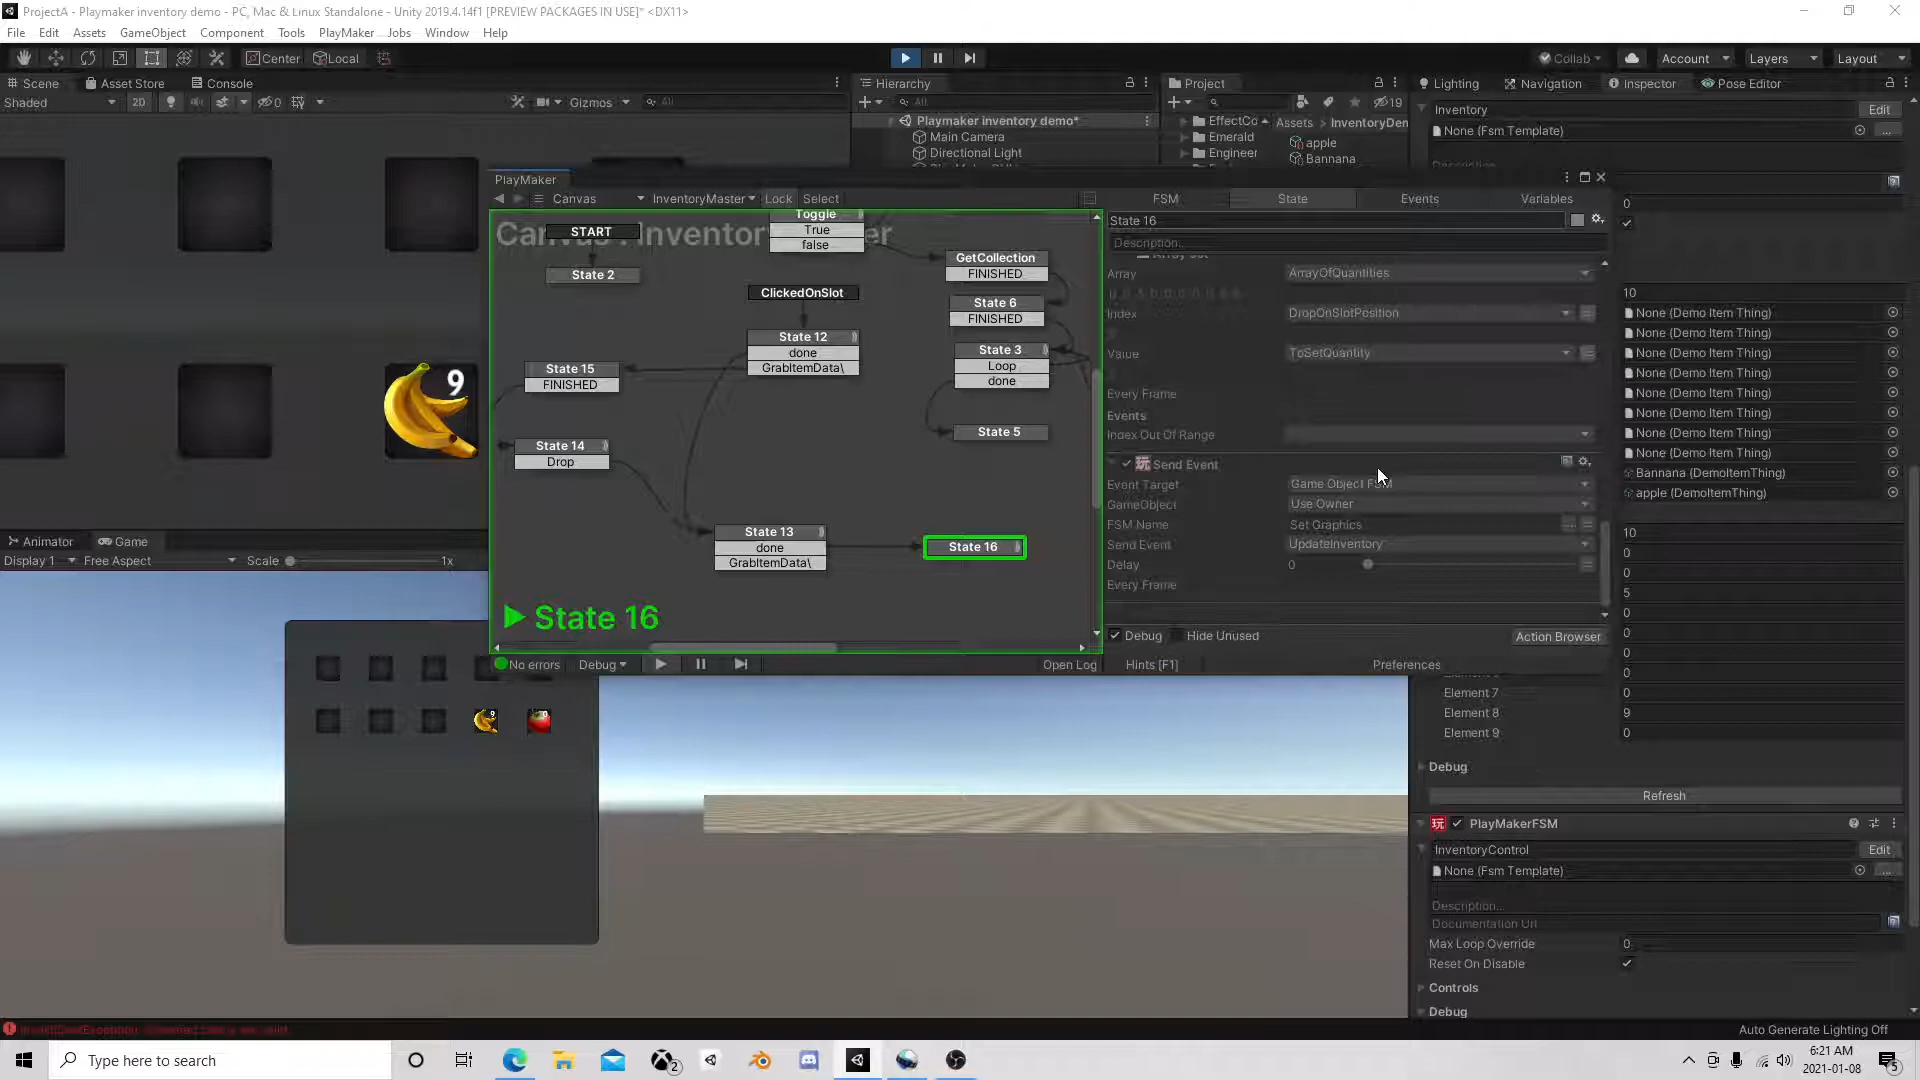 ProjectA - Playmaker inventory demo - PC, Mac & Linux Standalone - Unity 2019.4.14f1 [PREVIEW PACKAGES IN USE]* <DX11>
File Edit Assets GameObject Component Tools PlayMaker Jobs Window Help
Center Local Collab Account Layers Layout
Scene Asset Store Console Hierarchy Project Lighting Navigation Inspector Pose Editor
Shaded 2D 0 Gizmos All All 19 Inventory Edit
Playmaker inventory demo* EffectCo Assets > InventoryDen None (Fsm Template) ...
Main Camera Emerald apple
Directional Light Engineer Bannana
PlayMaker
Canvas InventoryMaster Lock Select FSM State Events Variables
0
Canvas : Inventory er
START Toggle State 16
True
false Description...
State 2 GetCollection
FINISHED Array ArrayOfQuantities
ClickedOnSlot State 6 10
FINISHED Index DropOnSlotPosition None (Demo Item Thing)
State 12 None (Demo Item Thing)
done State 3 Value ToSetQuantity None (Demo Item Thing)
GrabItemData\ Loop None (Demo Item Thing)
State 15 done Every Frame None (Demo Item Thing)
FINISHED Events None (Demo Item Thing)
9 State 5 Index Out Of Range None (Demo Item Thing)
State 14 None (Demo Item Thing)
Drop Send Event Bannana (DemoItemThing)
Event Target Game Object FSM apple (DemoItemThing)
GameObject Use Owner
State 13 FSM Name Set Graphics ... 10
done State 16 Send Event UpdateInventory 0
GrabItemData\ Delay 0 0
Every Frame 5
State 16 0
Animator Game 0
Display 1 Free Aspect Scale 1x 0
Debug Hide Unused Action Browser 0
No errors Debug Open Log Hints [F1] Preferences
Element 7 0
Element 8 9
Element 9 0
9 0
Debug
Refresh
PlayMakerFSM
InventoryControl Edit
None (Fsm Template) ...
Description...
Documentation Url
Max Loop Override 0
Reset On Disable
Controls
Debug
Auto Generate Lighting Off
Type here to search 2 6:21 AM
2021-01-08 5